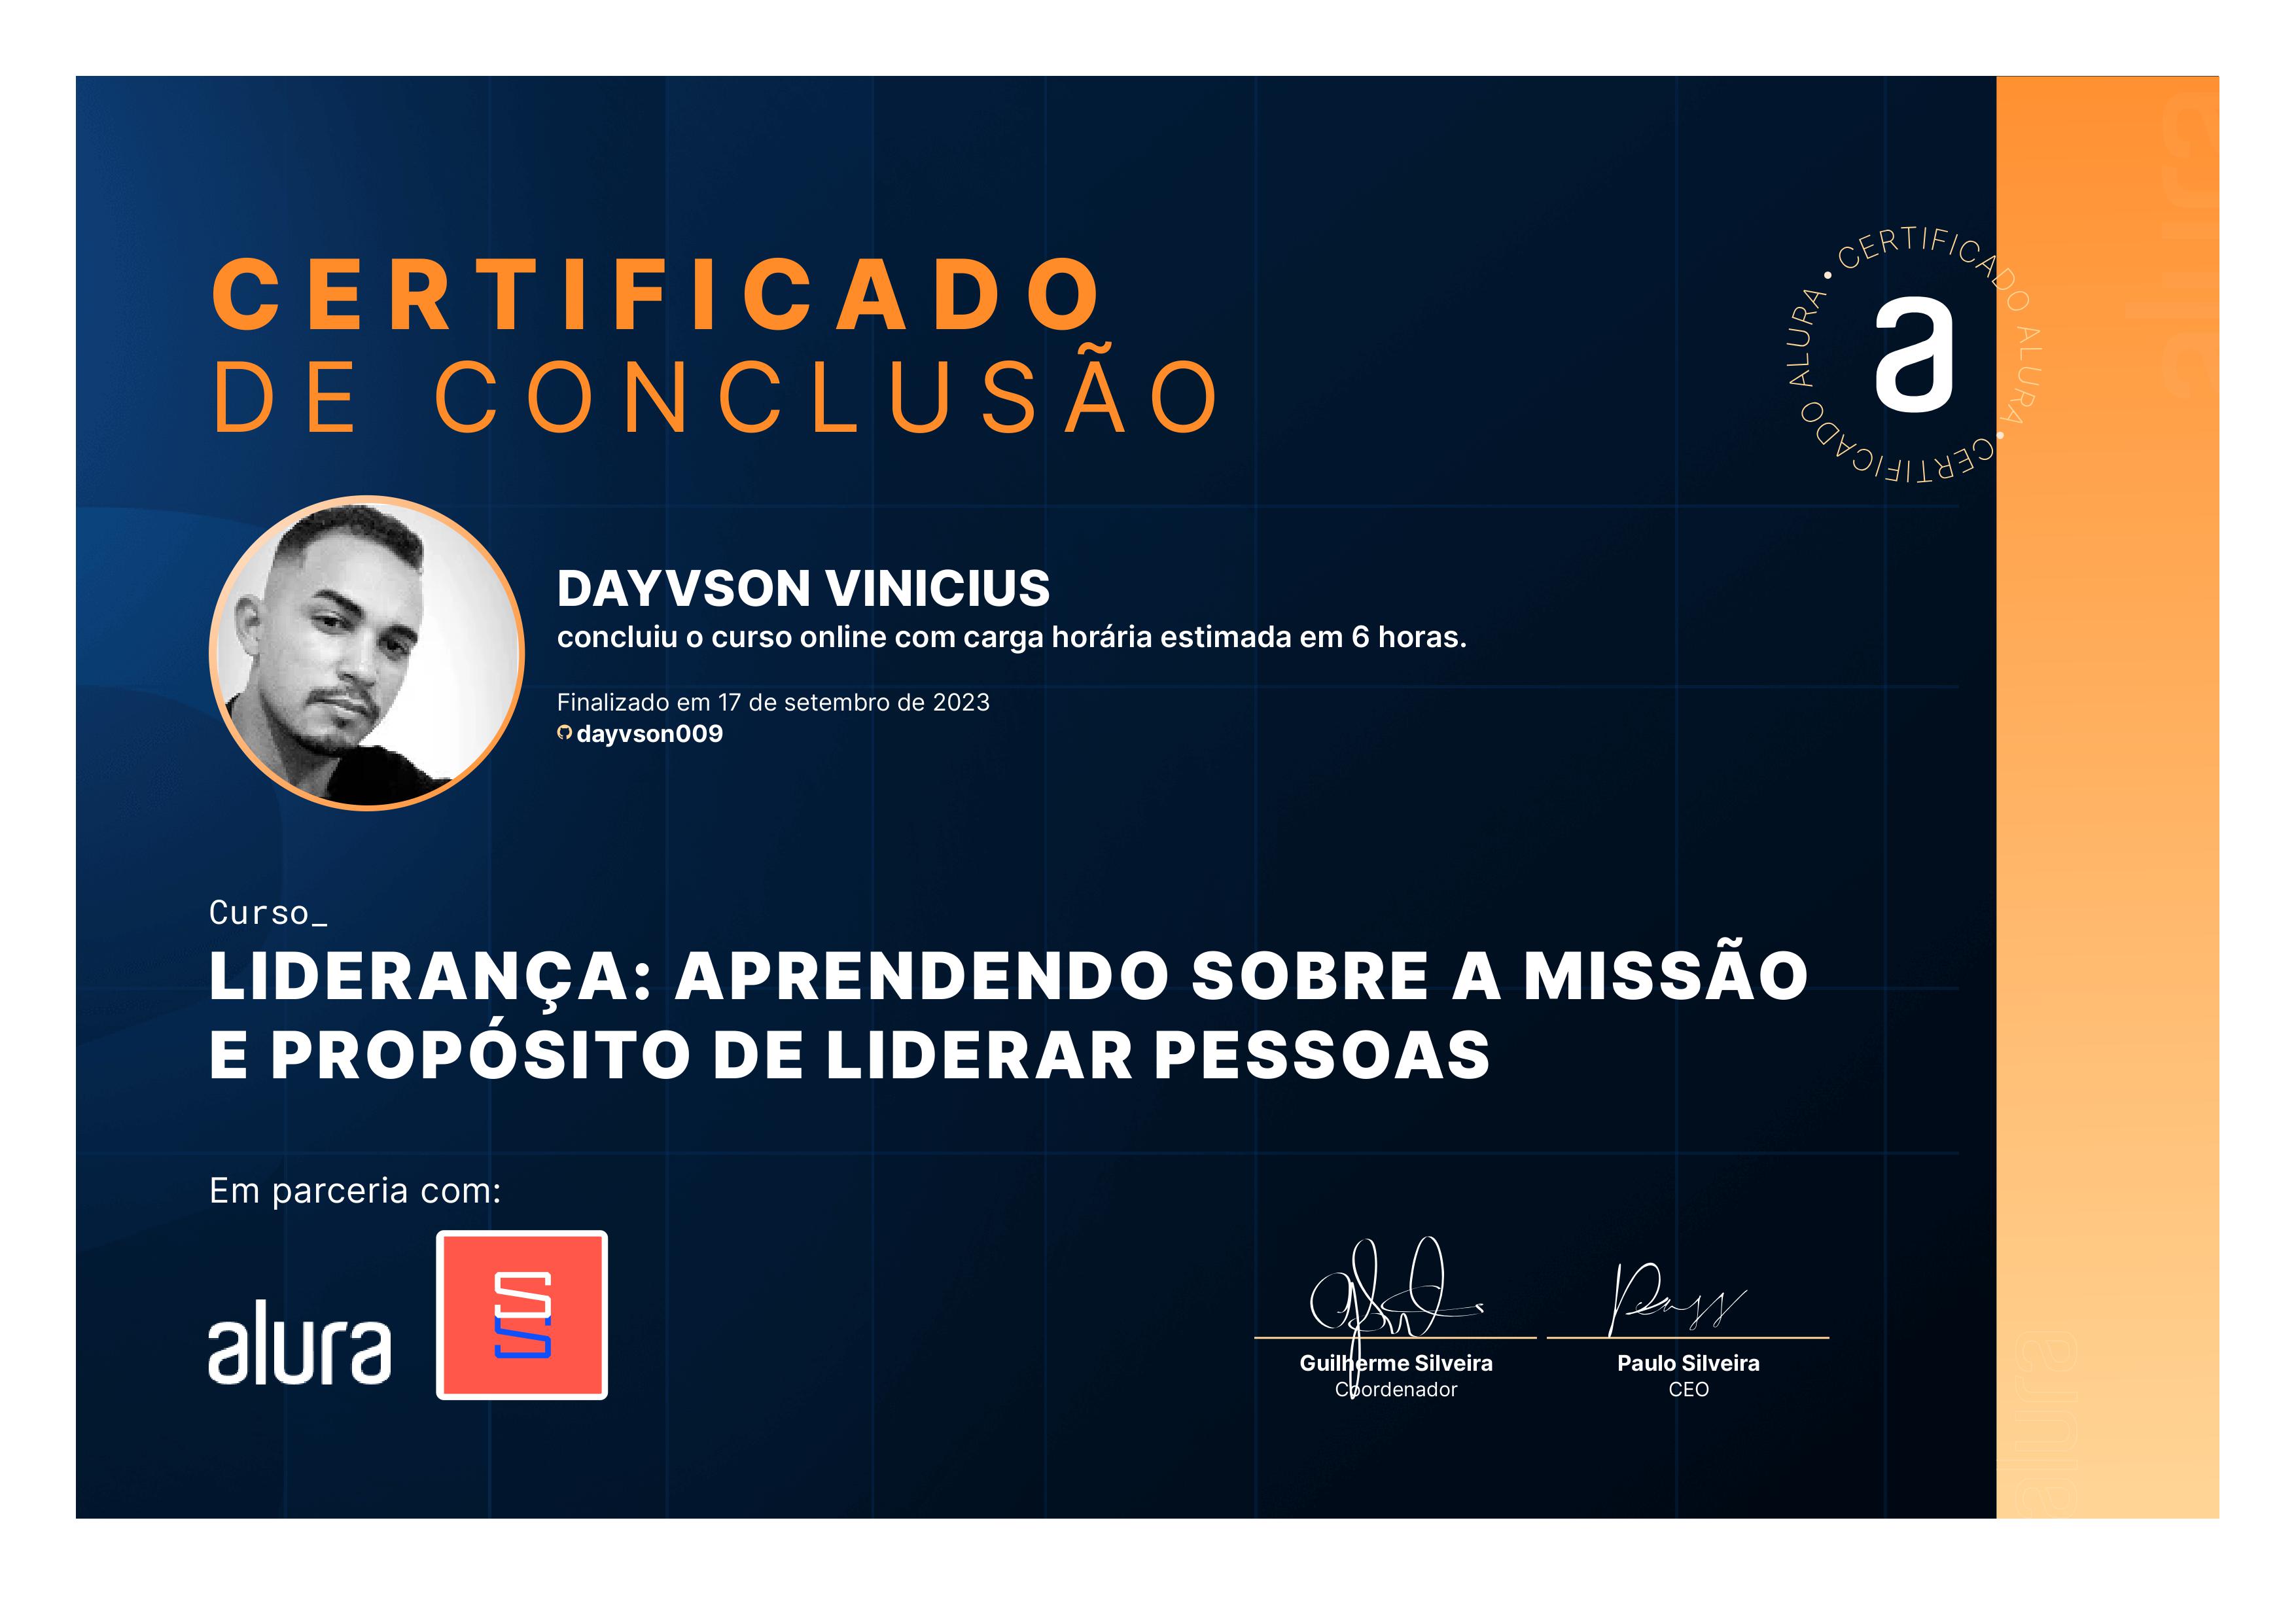 CERTIFICADO
DE CONCLUSÃO
CERTIFICADO ALURA • CERTIFICADO ALURA •
a
alura
DAYVSON VINICIUS
concluiu o curso online com carga horária estimada em 6 horas.
Finalizado em 17 de setembro de 2023
dayvson009
Curso_
LIDERANÇA: APRENDENDO SOBRE A MISSÃO
E PROPÓSITO DE LIDERAR PESSOAS
Em parceria com:
alura
Guilherme Silveira
Coordenador
Paulo Silveira
CEO
alura